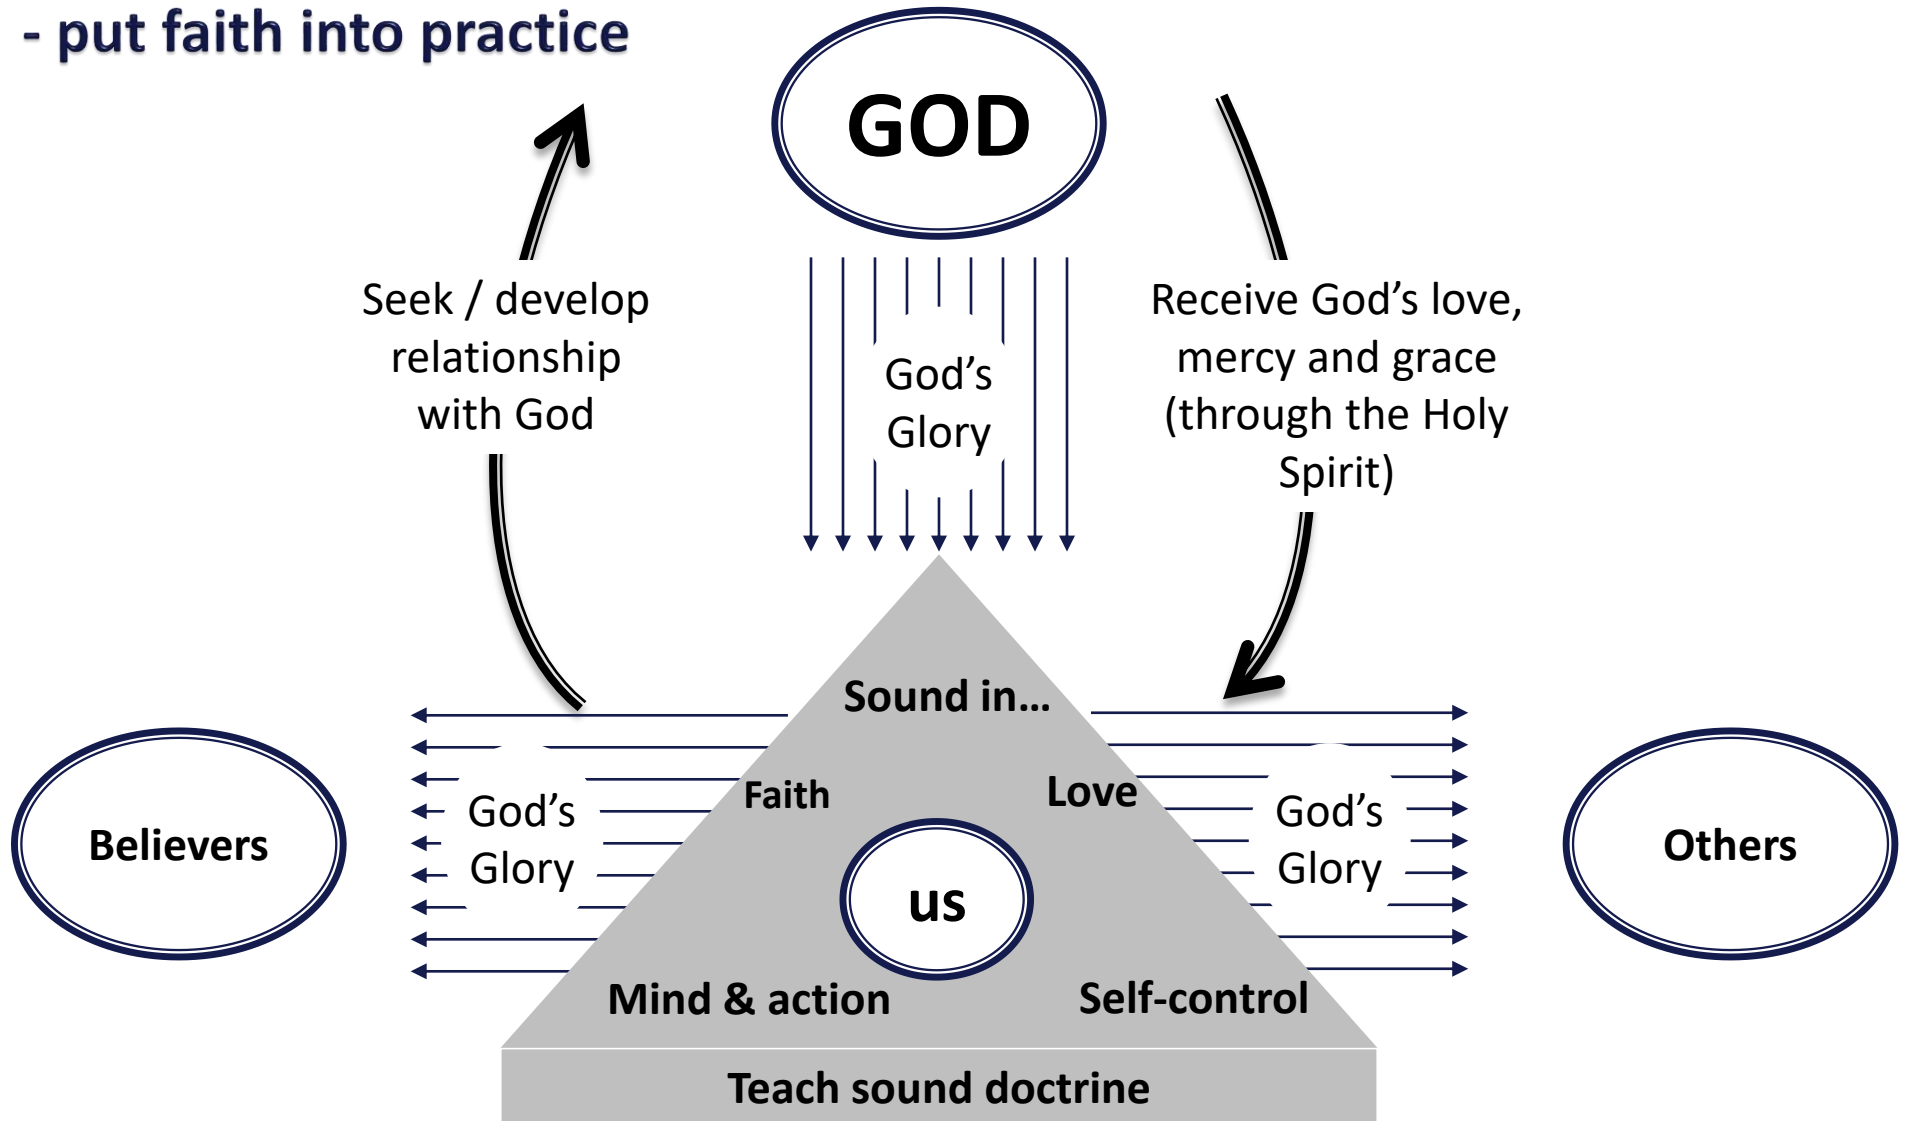 - put faith into practice
GOD
Seek / develop
relationship
with God
God’s
Glory
Receive God’s love,
mercy and grace
(through the Holy
Spirit)
Sound in…
Faith
Love
Believers
God’s
Glory
us
God’s
Glory
Others
Mind & action
Self-control
Teach sound doctrine